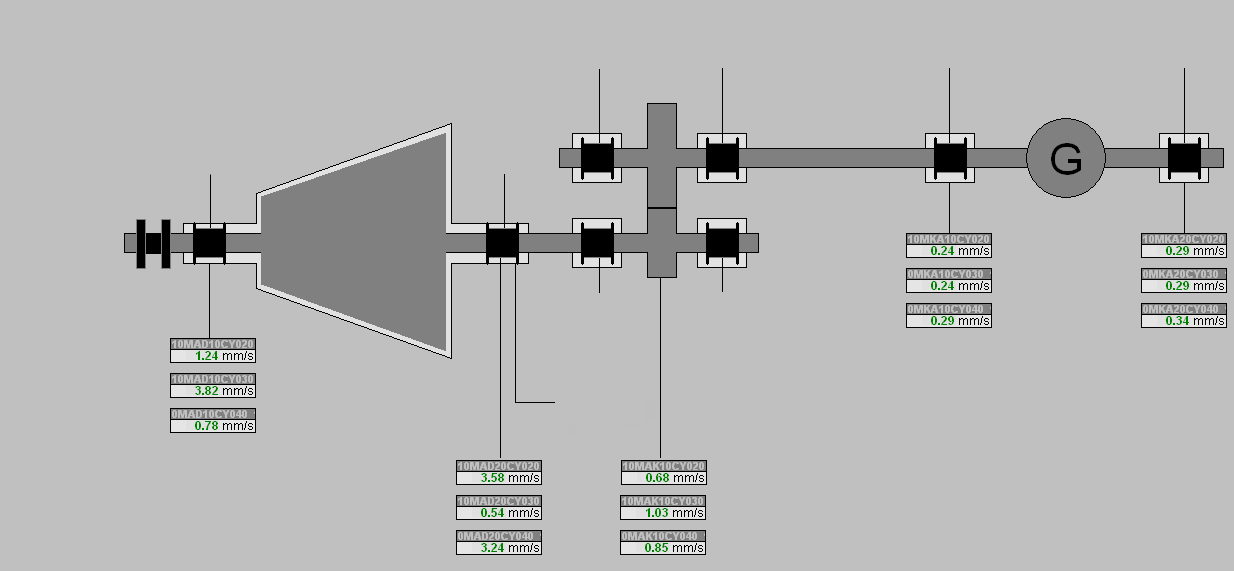 G
10MKA10CY020
0.24 mm/s
0MKA10CY030
0.24 mm/s
0MKA10CY040
0.29 mm/s
10MKA20CY020
0.29 mm/s
0MKA20CY030
0.29 mm/s
0MKA20CY040
0.34 mm/s
10MAD10CY020
1.24 mm/s
10MAD10CY030
3.82 mm/s
0MAD10CY040
0.78 mm/s
10MAD20CY020
3.58 mm/s
10MAD20CY030
0.54 mm/s
0MAD20CY040
3.24 mm/s
10MAK10CY020
0.68 mm/s
10MAK10CY030
1.03 mm/s
0MAK10CY040
0.85 mm/s